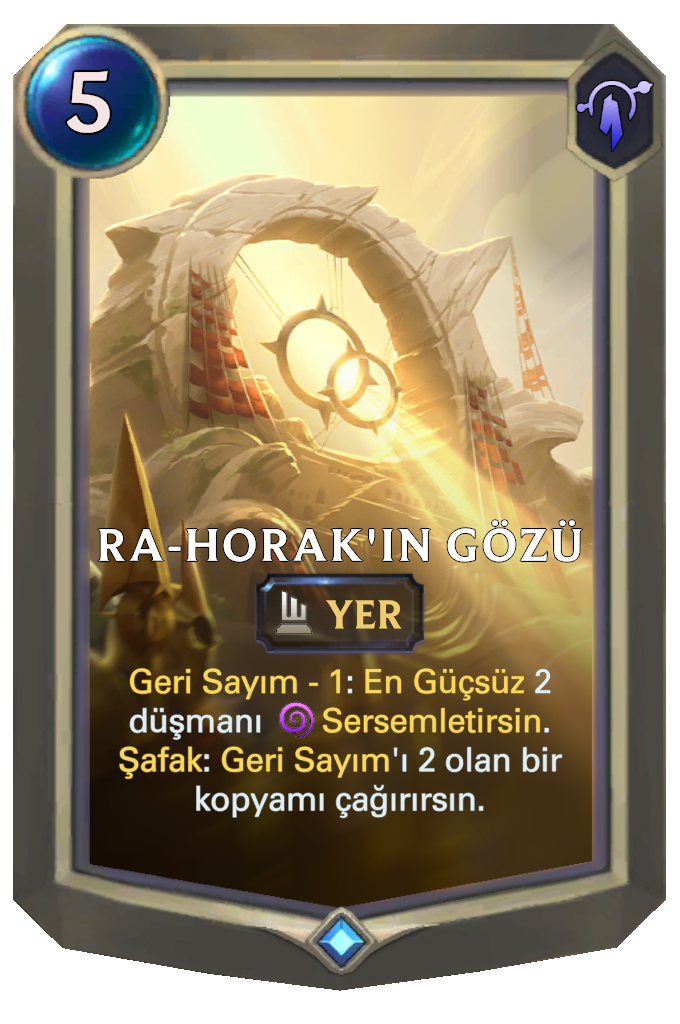 5
RA-HORAK'IN GÖZÜ
YER
Geri Sayım - 1: En Güçsüz 2
düşmanı Sersemletirsin.
Şafak: Geri Sayım'ı 2 olan bir
kopyamı çağırırsın.